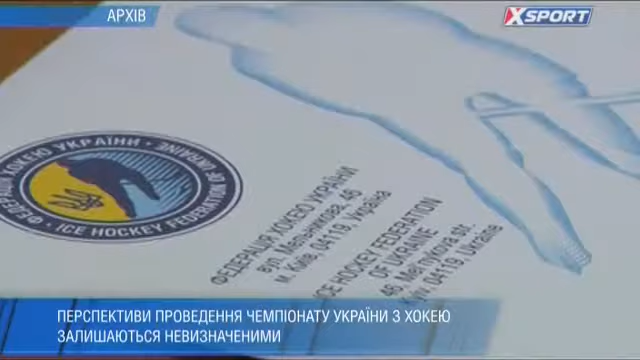 АРХІВ
XSPORT
ФЕДЕРАЦІЯ ХОКЕЮ УКРАЇНИ
ICE HOCKEY FEDERATION OF UKRAINE
ФЕДЕРАЦІЯ ХОКЕЮ УКРАЇНИ
вул. Мельникова, 46
м. Київ, 04119, Україна
ICE HOCKEY FEDERATION
OF UKRAINE
46, Melnykova str.
Kyiv 04119, Ukraine
ПЕРСПЕКТИВИ ПРОВЕДЕННЯ ЧЕМПІОНАТУ УКРАЇНИ З ХОКЕЮ
ЗАЛИШАЮТЬСЯ НЕВИЗНАЧЕНИМИ